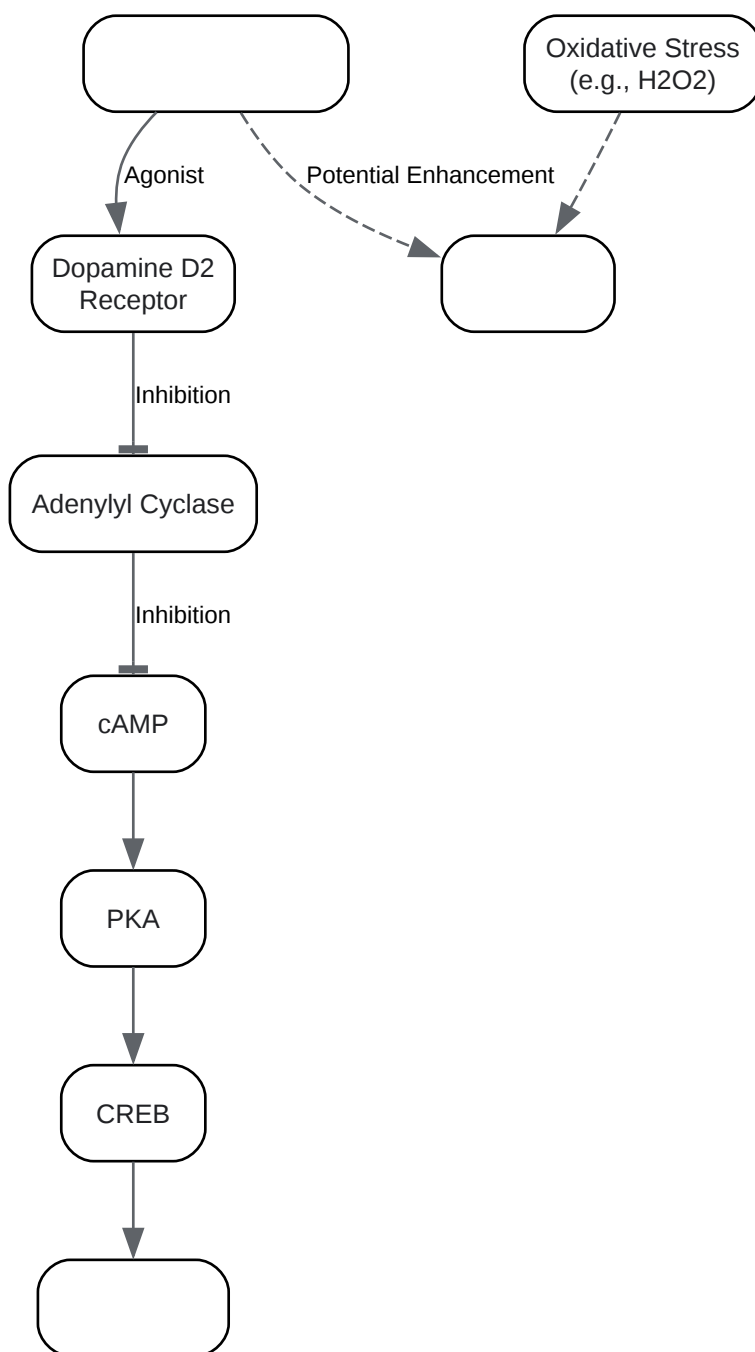 Oxidative Stress
(e.g., H2O2)
Agonist
Potential Enhancement
Dopamine D2
Receptor
Inhibition
Adenylyl Cyclase
Inhibition
cAMP
PKA
CREB